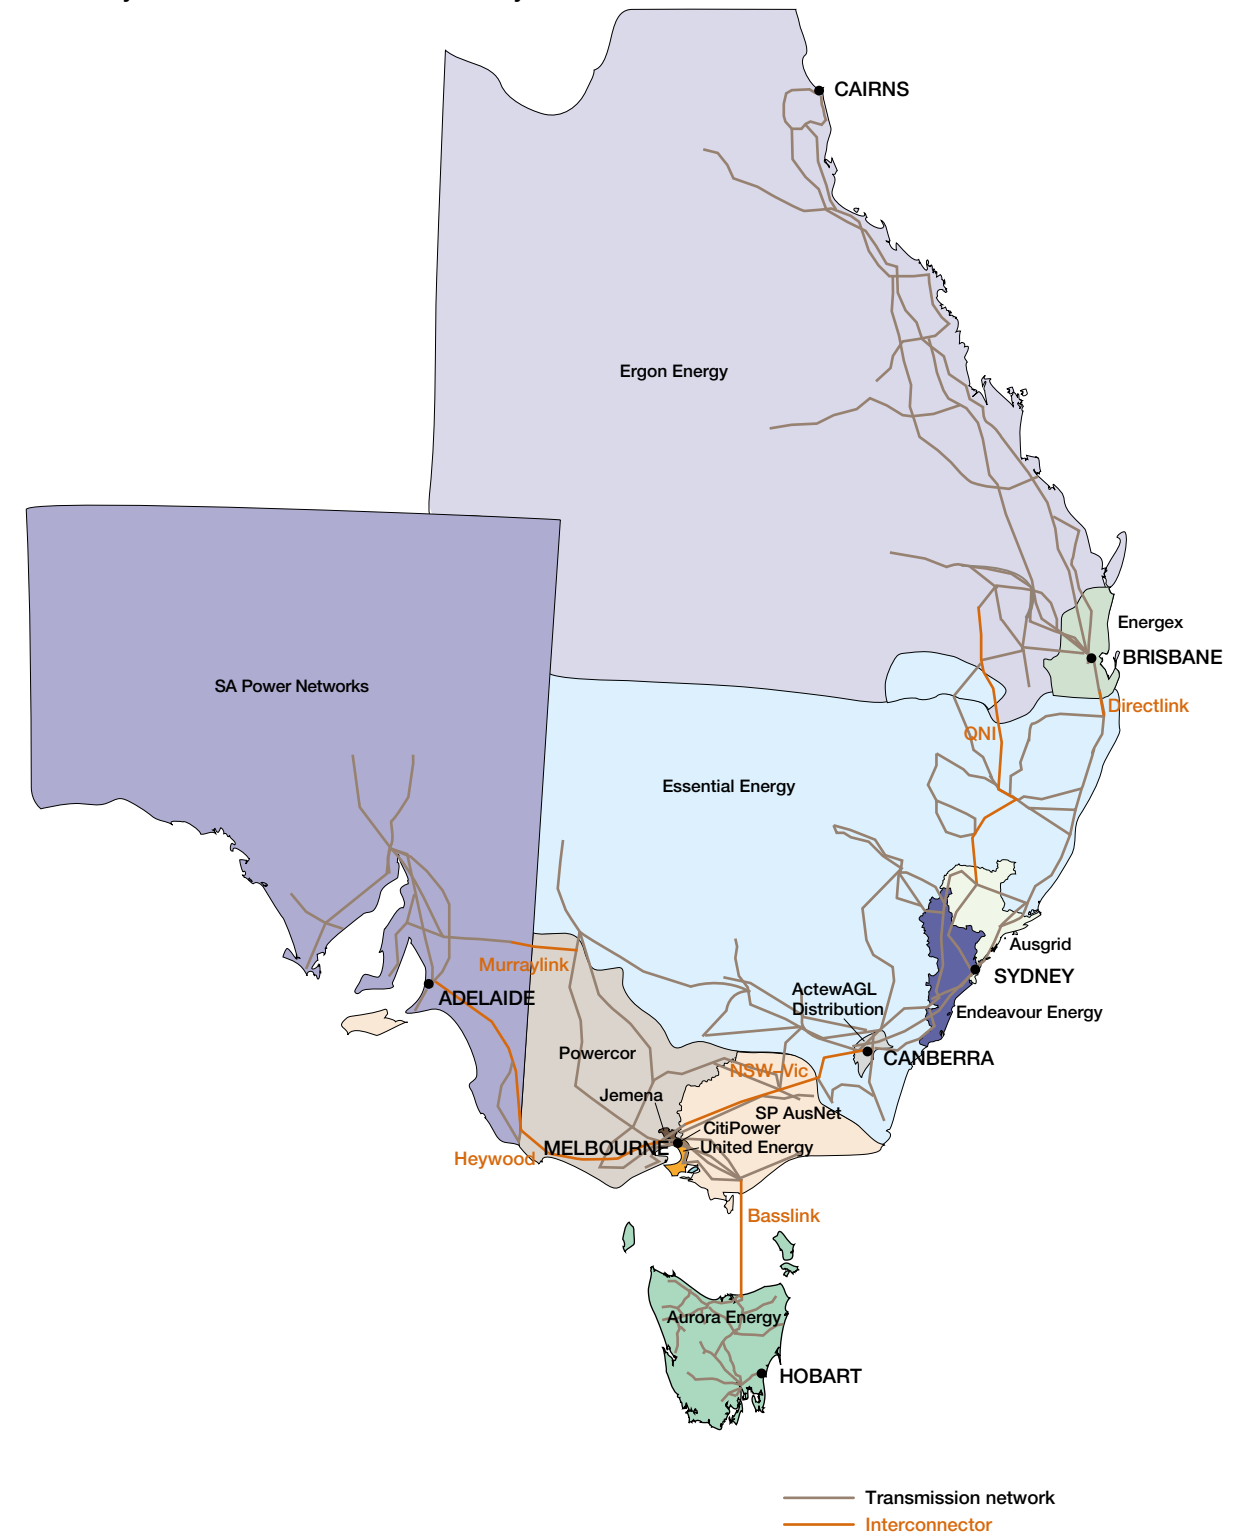 CAIRNS
Ergon Energy
Energex
BRISBANE
SA Power Networks
Directlink
QNI
Essential Energy
Ausgrid
Murraylink
SYDNEY
ActewAGL
Distribution
ADELAIDE
Endeavour Energy
Powercor
CANBERRA
NSW–Vic
Jemena
SP AusNet
CitiPower
MELBOURNE
United Energy
Heywood
Basslink
Aurora Energy
HOBART
Transmission network
Interconnector